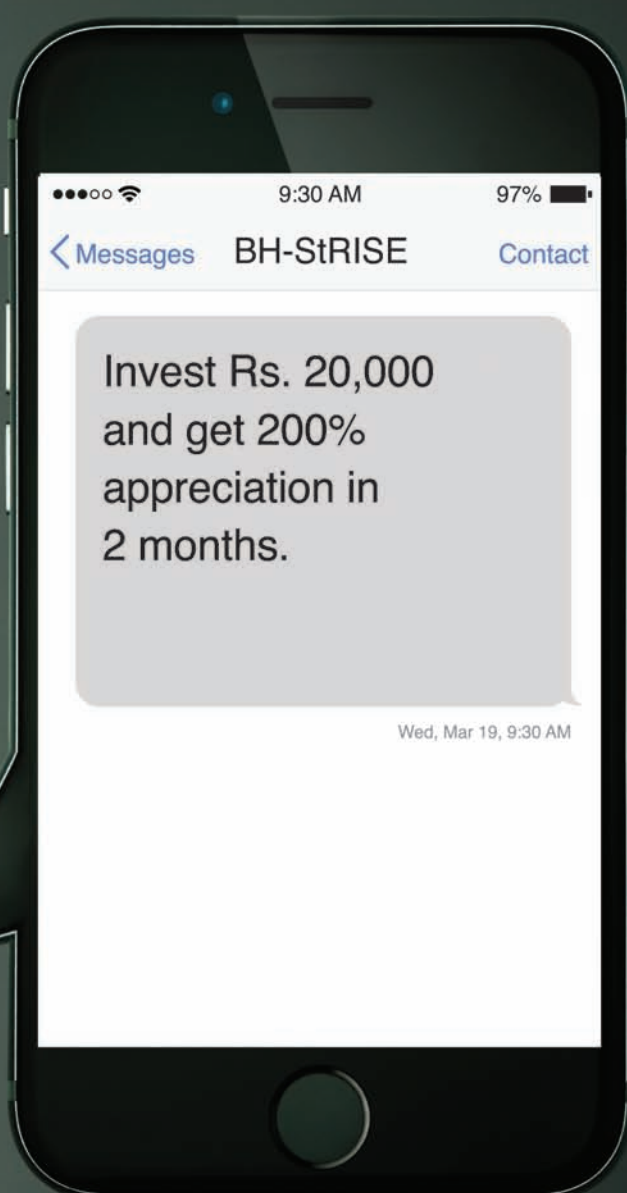 9:30 AM 97%
Messages BH-StRISE Contact
Invest Rs. 20,000
and get 200%
appreciation in
2 months.
Wed, Mar 19, 9:30 AM